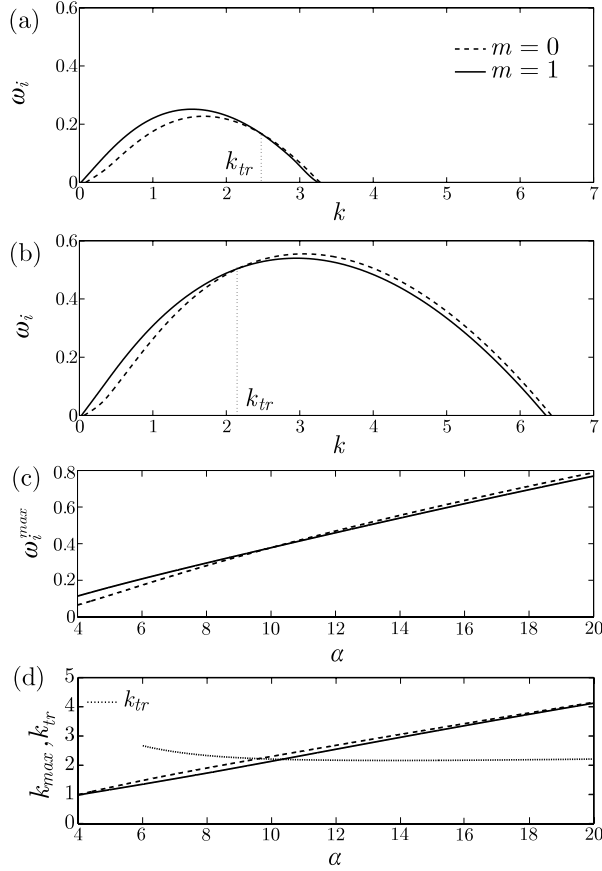 (a)
0.6
0.4
0.2
0
ω_i
m = 0
m = 1
k_tr
0 1 2 3 4 5 6 7
k
(b)
0.6
0.4
0.2
0
ω_i
k_tr
0 1 2 3 4 5 6 7
k
(c)
0.8
0.6
0.4
0.2
0
ω_i^max
4 6 8 10 12 14 16 18 20
α
(d)
5
4
3
2
1
0
k_max, k_tr
k_tr
4 6 8 10 12 14 16 18 20
α